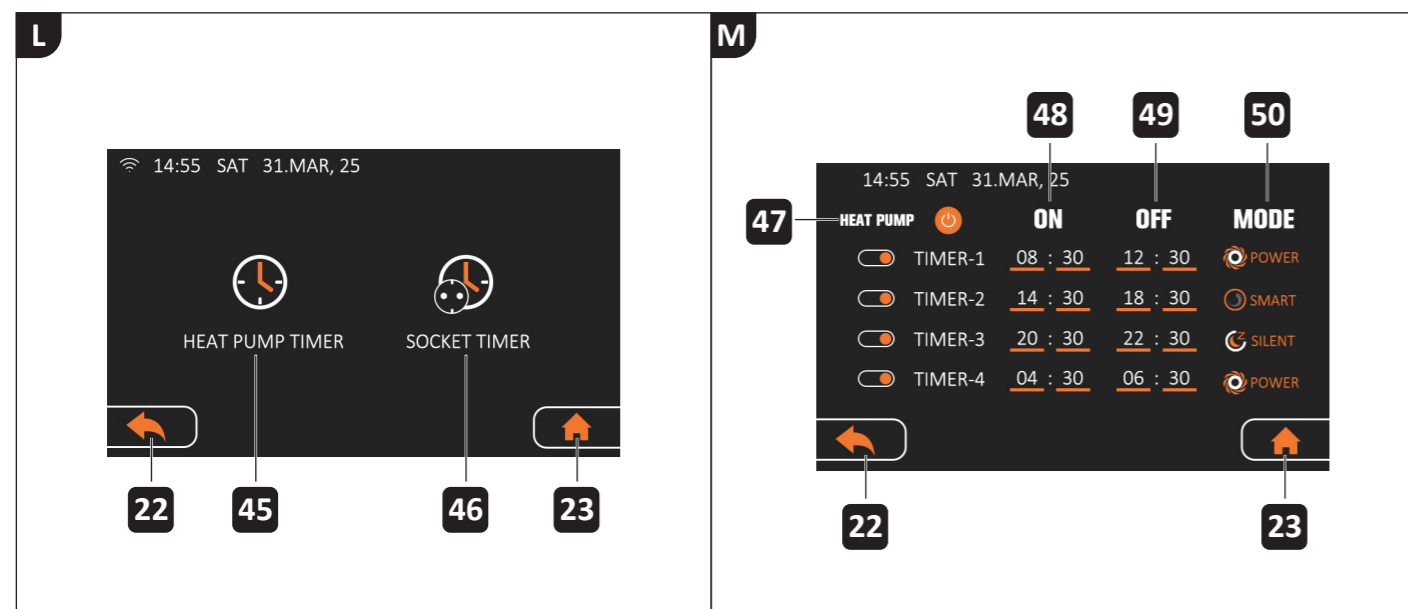 L
14:55 SAT 31.MAR, 25
HEAT PUMP TIMER
SOCKET TIMER
22
45
46
23
M
48
49
50
14:55 SAT 31.MAR, 25
47
HEAT PUMP ON OFF MODE
TIMER-1 08 : 30 12 : 30 POWER
TIMER-2 14 : 30 18 : 30 SMART
TIMER-3 20 : 30 22 : 30 Z SILENT
TIMER-4 04 : 30 06 : 30 POWER
22
23